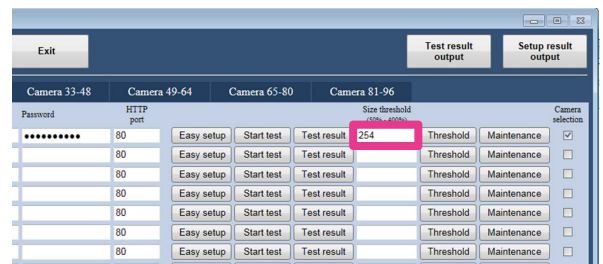 Exit
Test result
output
Setup result
output
Camera 33-48 Camera 49-64 Camera 65-80 Camera 81-96
Password HTTP
port Size threshold
(50% - 400%) Camera
selection
●●●●●●●●●● 80 Easy setup Start test Test result 254 Threshold Maintenance
80 Easy setup Start test Test result Threshold Maintenance
80 Easy setup Start test Test result Threshold Maintenance
80 Easy setup Start test Test result Threshold Maintenance
80 Easy setup Start test Test result Threshold Maintenance
80 Easy setup Start test Test result Threshold Maintenance
80 Easy setup Start test Test result Threshold Maintenance